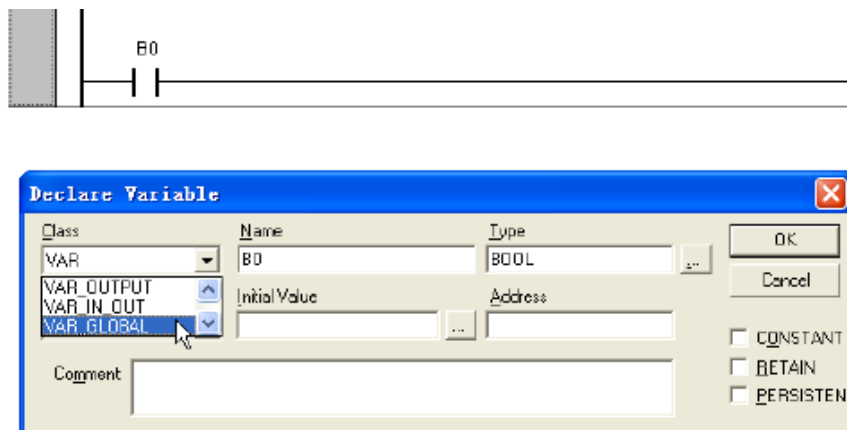 B0
Declare Variable
Class
Name
Type
VAR
B0
BOOL
...
OK
VAR_OUTPUT
VAR_IN_OUT
VAR_GLOBAL
Initial Value
Address
...
Cancel
CONSTANT
RETAIN
PERSISTEN
Comment